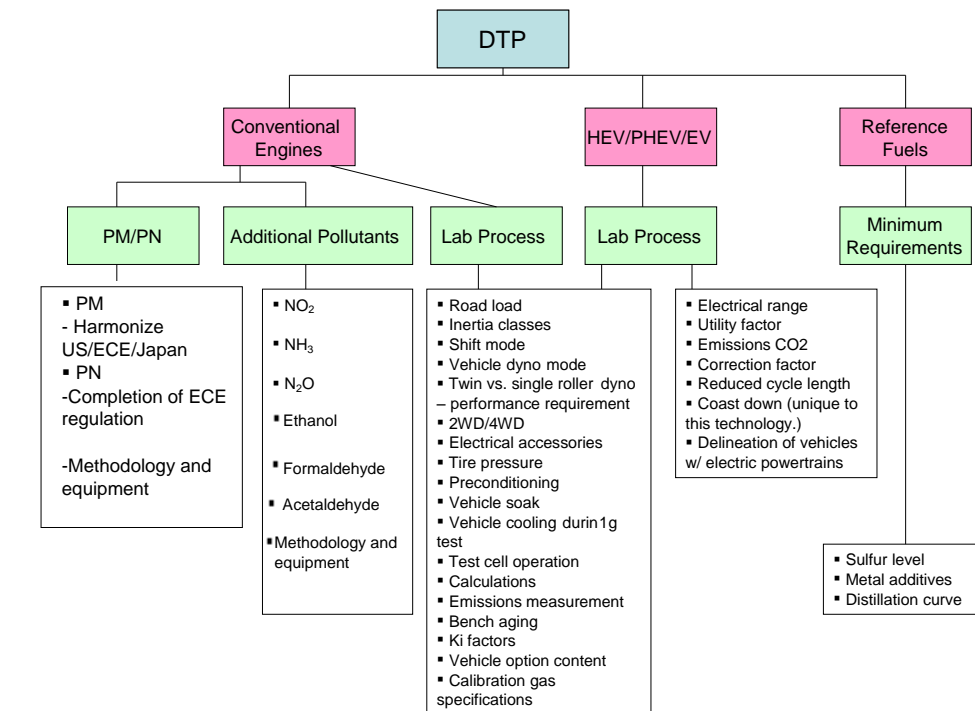 DTP
Conventional
Engines
HEV/PHEV/EV
Reference
Fuels
PM/PN
Additional Pollutants
Lab Process
Lab Process
Minimum
Requirements
▪ PM
- Harmonize
US/ECE/Japan
▪ PN
-Completion of ECE
regulation
-Methodology and
equipment
▪ NO₂
▪ NH₃
▪ N₂O
▪ Ethanol
▪ Formaldehyde
▪ Acetaldehyde
▪ Methodology and
equipment
▪ Road load
▪ Inertia classes
▪ Shift mode
▪ Vehicle dyno mode
▪ Twin vs. single roller dyno
– performance requirement
▪ 2WD/4WD
▪ Electrical accessories
▪ Tire pressure
▪ Preconditioning
▪ Vehicle soak
▪ Vehicle cooling durin1g
test
▪ Test cell operation
▪ Calculations
▪ Emissions measurement
▪ Bench aging
▪ Ki factors
▪ Vehicle option content
▪ Calibration gas
specifications
▪ Electrical range
▪ Utility factor
▪ Emissions CO2
▪ Correction factor
▪ Reduced cycle length
▪ Coast down (unique to
this technology.)
▪ Delineation of vehicles
w/ electric powertrains
▪ Sulfur level
▪ Metal additives
▪ Distillation curve